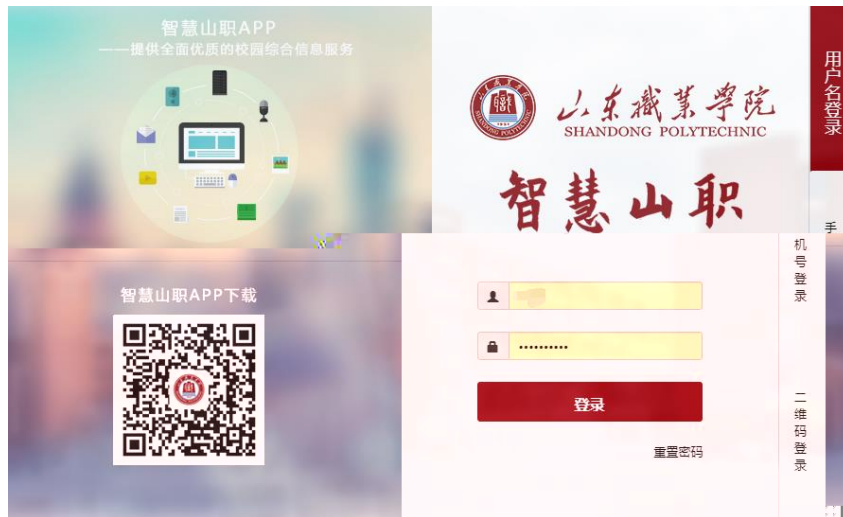 智慧山职APP
——提供全面优质的校园综合信息服务
智慧山职APP下载
山东職業學院
SHANDONG POLYTECHNIC
智慧山职
登录
重置密码
用户名登录
手机号登录
二维码登录